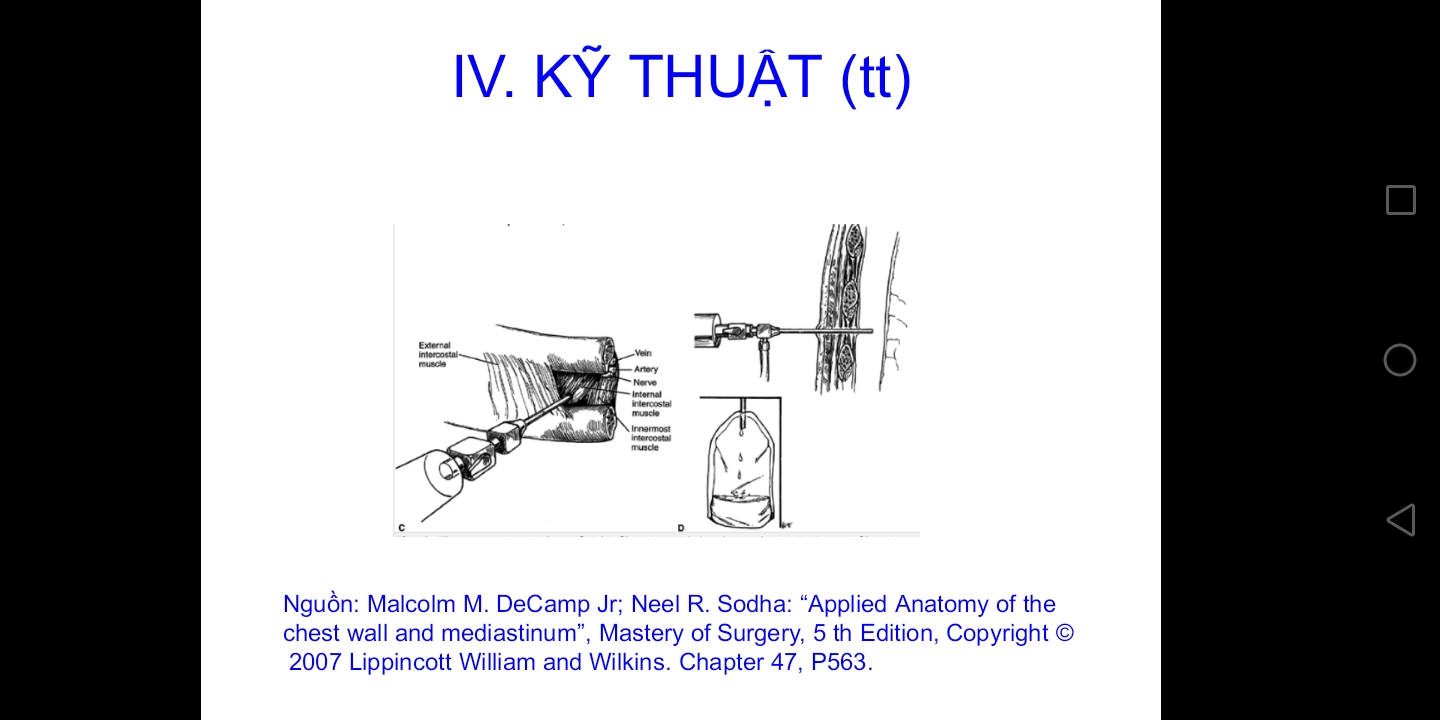 IV. KỸ THUẬT (tt)
External
intercostal
muscle
Vein
Artery
Nerve
Internal
intercostal
muscle
Innermost
intercostal
muscle
C
D
Nguồn: Malcolm M. DeCamp Jr; Neel R. Sodha: “Applied Anatomy of the
chest wall and mediastinum”, Mastery of Surgery, 5 th Edition, Copyright ©
2007 Lippincott William and Wilkins. Chapter 47, P563.